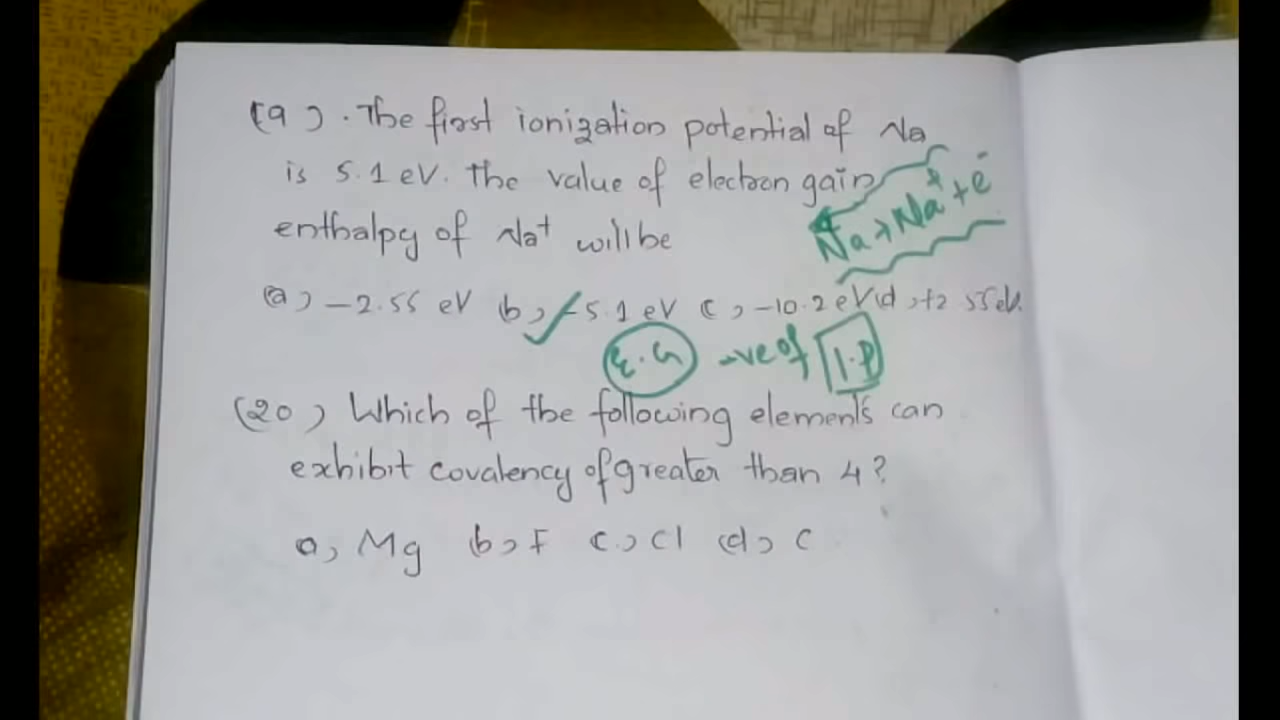 (9). The first ionization potential of Na
is 5.1 eV. The value of electron gain
enthalpy of Na+ will be
Na → Na+ + e-
(a) -2.55 eV (b) -5.1 eV (c) -10.2 eV (d) +2 55 eV.
E.G -ve of I.P
(20) Which of the following elements can
exhibit covalency of greater than 4?
a) Mg (b) F (c) Cl (d) C